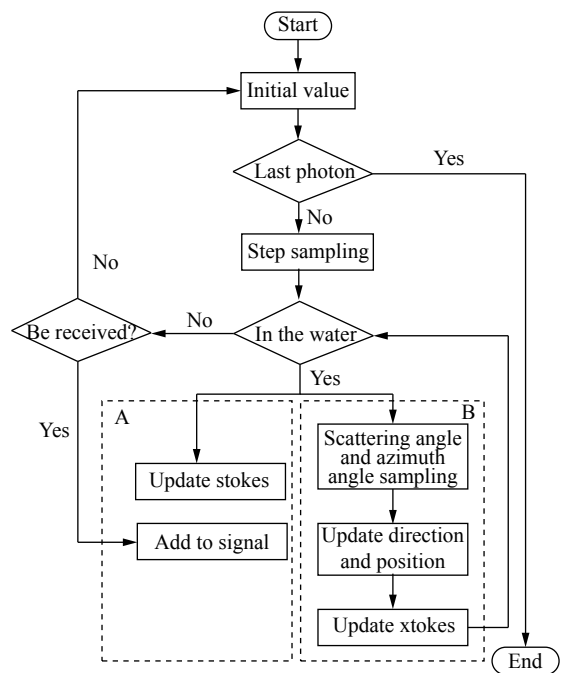 Start
Initial value
Last photon
Yes
No
Step sampling
No
In the water
No
Be received?
Yes
Yes
A
B
Scattering angle
and azimuth
angle sampling
Update stokes
Add to signal
Update direction
and position
Update xtokes
End